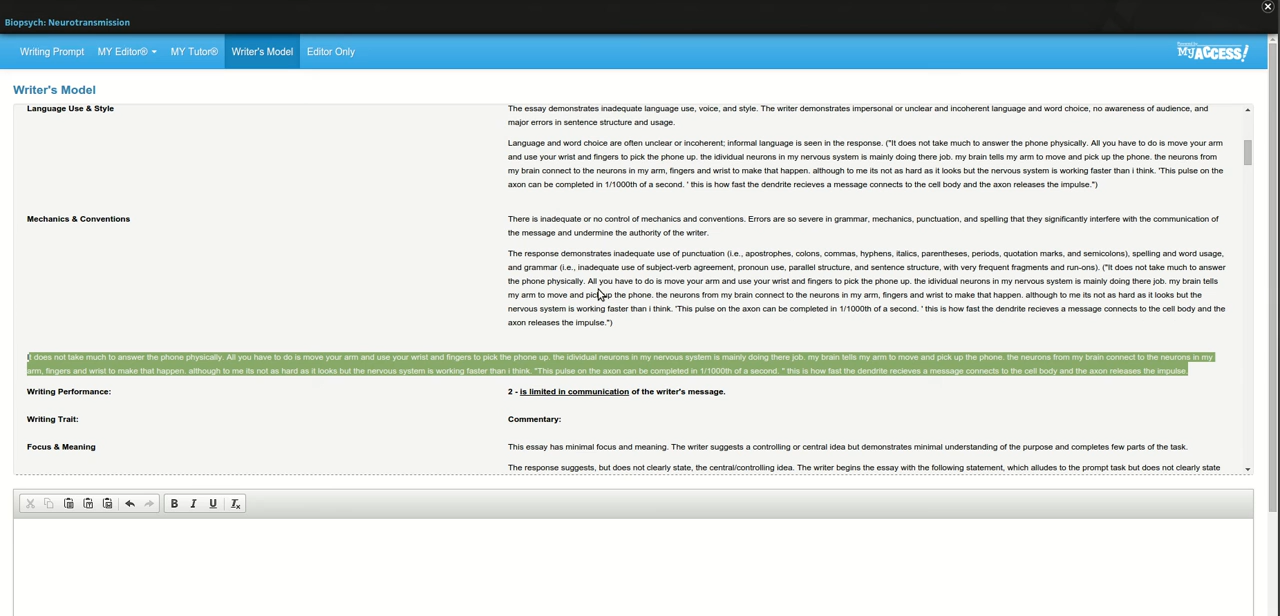 Biopsych: Neurotransmission
Writing Prompt MY Editor® MY Tutor® Writer's Model Editor Only
MY ACCESS!
Writer's Model
Language Use & Style
The essay demonstrates inadequate language use, voice, and style. The writer demonstrates impersonal or unclear and incoherent language and word choice, no awareness of audience, and
major errors in sentence structure and usage.
Language and word choice are often unclear or incoherent; informal language is seen in the response. ("It does not take much to answer the phone physically. All you have to do is move your arm
and use your wrist and fingers to pick the phone up. the idividual neurons in my nervous system is mainly doing there job. my brain tells my arm to move and pick up the phone. the neurons from
my brain connect to the neurons in my arm, fingers and wrist to make that happen. although to me its not as hard as it looks but the nervous system is working faster than i think. 'This pulse on the
axon can be completed in 1/1000th of a second. ' this is how fast the dendrite recieves a message connects to the cell body and the axon releases the impulse.")
Mechanics & Conventions
There is inadequate or no control of mechanics and conventions. Errors are so severe in grammar, mechanics, punctuation, and spelling that they significantly interfere with the communication of
the message and undermine the authority of the writer.
The response demonstrates inadequate use of punctuation (i.e., apostrophes, colons, commas, hyphens, italics, parentheses, periods, quotation marks, and semicolons), spelling and word usage,
and grammar (i.e., inadequate use of subject-verb agreement, pronoun use, parallel structure, and sentence structure, with very frequent fragments and run-ons). ("It does not take much to answer
the phone physically. All you have to do is move your arm and use your wrist and fingers to pick the phone up. the idividual neurons in my nervous system is mainly doing there job. my brain tells
my arm to move and pick up the phone. the neurons from my brain connect to the neurons in my arm, fingers and wrist to make that happen. although to me its not as hard as it looks but the
nervous system is working faster than i think. 'This pulse on the axon can be completed in 1/1000th of a second. ' this is how fast the dendrite recieves a message connects to the cell body and the
axon releases the impulse.")
It does not take much to answer the phone physically. All you have to do is move your arm and use your wrist and fingers to pick the phone up. the idividual neurons in my nervous system is mainly doing there job. my brain tells my arm to move and pick up the phone. the neurons from my brain connect to the neurons in my
arm, fingers and wrist to make that happen. although to me its not as hard as it looks but the nervous system is working faster than i think. "This pulse on the axon can be completed in 1/1000th of a second. " this is how fast the dendrite recieves a message connects to the cell body and the axon releases the impulse.
Writing Performance: 2 - is limited in communication of the writer's message.
Writing Trait: Commentary:
Focus & Meaning This essay has minimal focus and meaning. The writer suggests a controlling or central idea but demonstrates minimal understanding of the purpose and completes few parts of the task.
The response suggests, but does not clearly state, the central/controlling idea. The writer begins the essay with the following statement, which alludes to the prompt task but does not clearly state
B I U Tx